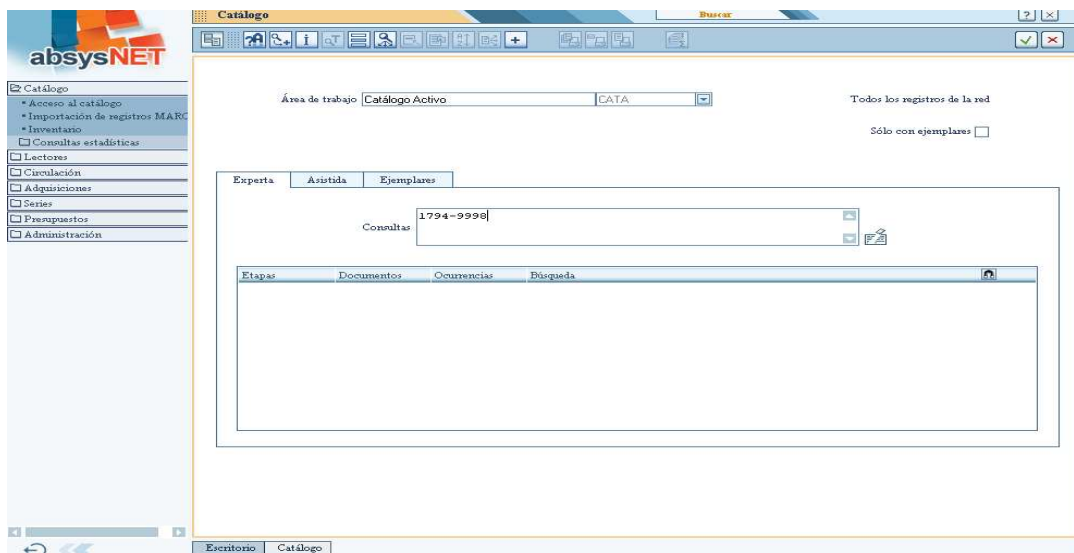 absysNET
Catálogo
Buscar
Catálogo
Acceso al catálogo
Importación de registros MARC
Inventario
Consultas estadísticas
Lectores
Circulación
Adquisiciones
Series
Presupuestos
Administración
Área de trabajo Catálogo Activo CATA
Todos los registros de la red
Sólo con ejemplares
Experta Asistida Ejemplares
Consultas 1794-9998
Etapas Documentos Ocurrencias Búsqueda
Escritorio Catálogo